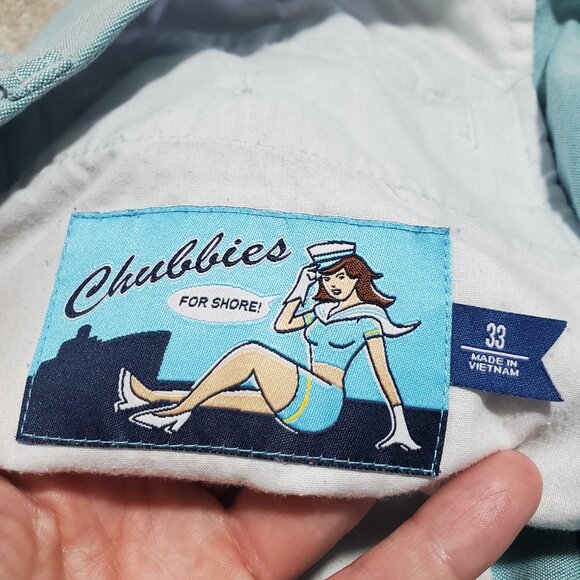 Chubbies
FOR SHORE!
33
MADE IN
VIETNAM